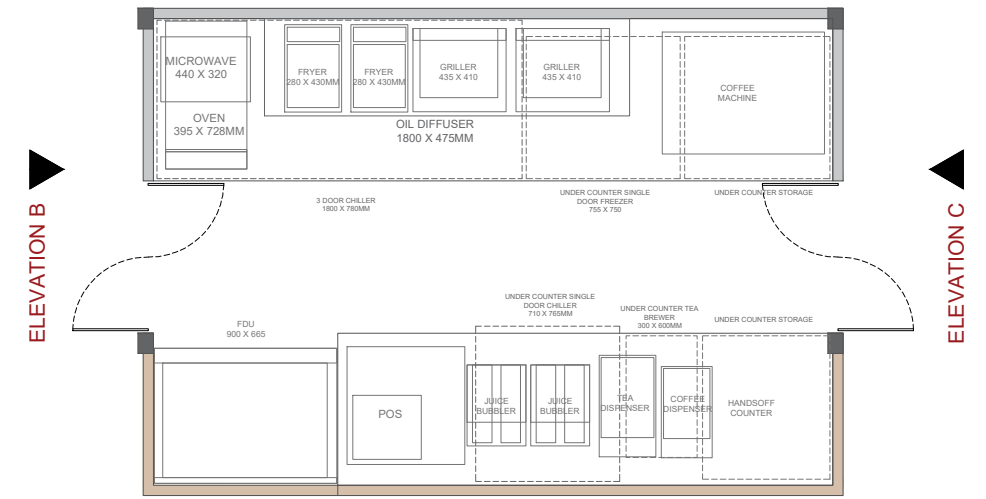 MICROWAVE
440 X 320
OVEN
395 X 728MM
FRYER
280 X 430MM
FRYER
280 X 430MM
GRILLER
435 X 410
GRILLER
435 X 410
OIL DIFFUSER
1800 X 475MM
COFFEE
MACHINE
ELEVATION B
ELEVATION C
3 DOOR CHILLER
1800 X 780MM
UNDER COUNTER SINGLE
DOOR FREEZER
755 X 750
UNDER COUNTER STORAGE
FDU
900 X 665
UNDER COUNTER SINGLE
DOOR CHILLER
710 X 765MM
UNDER COUNTER TEA
BREWER
300 X 600MM
UNDER COUNTER STORAGE
POS
JUICE
BUBBLER
JUICE
BUBBLER
TEA
DISPENSER
COFFEE
DISPENSER
HANDSOFF
COUNTER